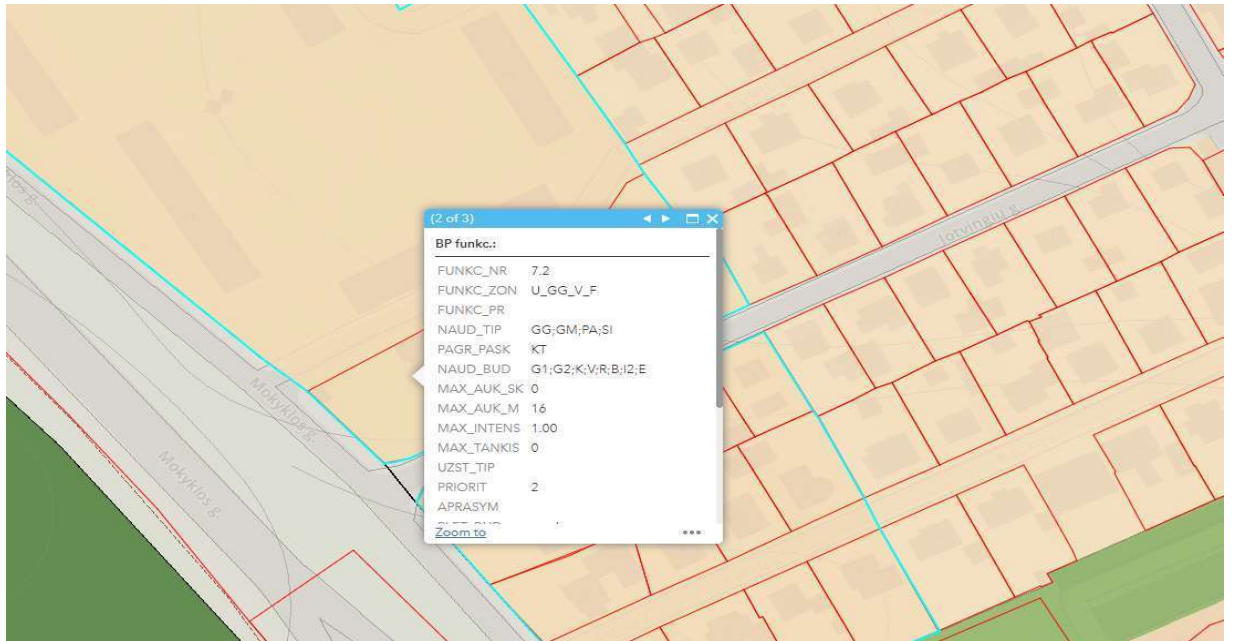 (2 of 3)
BP funkc.:
FUNKC_NR 7.2
FUNKC_ZON U_GG_V_F
FUNKC_PR
NAUD_TIP GG;GM;PA;SI
PAGR_PASK KT
NAUD_BUD G1;G2;K;V;R;B;I2;E
MAX_AUK_SK 0
MAX_AUK_M 16
MAX_INTENS 1.00
MAX_TANKIS 0
UZST_TIP
PRIORIT 2
APRASYM
Zoom to
Jotvingių g.
Mokyklos g.
Mokyklos g.